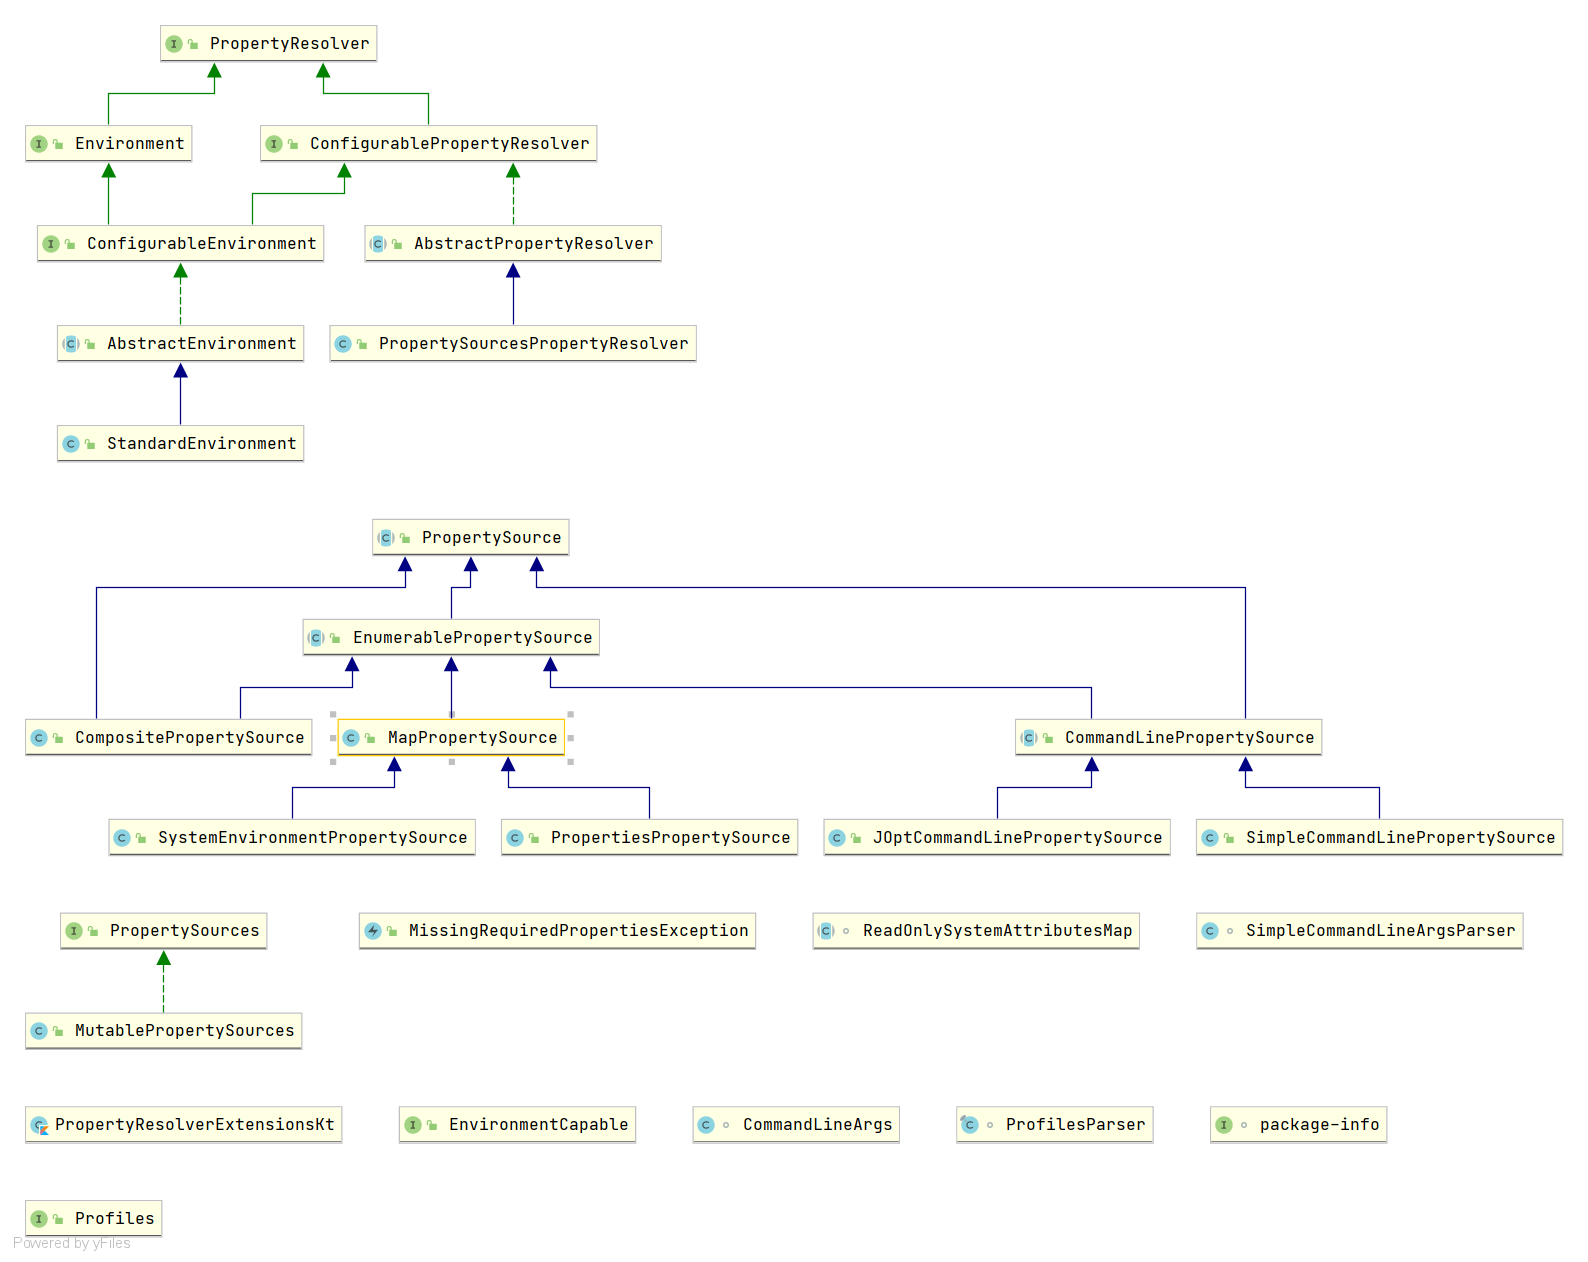 PropertyResolver
Environment
ConfigurablePropertyResolver
ConfigurableEnvironment
AbstractPropertyResolver
AbstractEnvironment
PropertySourcesPropertyResolver
StandardEnvironment
PropertySource
EnumerablePropertySource
CompositePropertySource
MapPropertySource
CommandLinePropertySource
SystemEnvironmentPropertySource
PropertiesPropertySource
JOptCommandLinePropertySource
SimpleCommandLinePropertySource
PropertySources
MissingRequiredPropertiesException
ReadOnlySystemAttributesMap
SimpleCommandLineArgsParser
MutablePropertySources
PropertyResolverExtensionsKt
EnvironmentCapable
CommandLineArgs
ProfilesParser
package-info
Profiles
Powered by yFiles